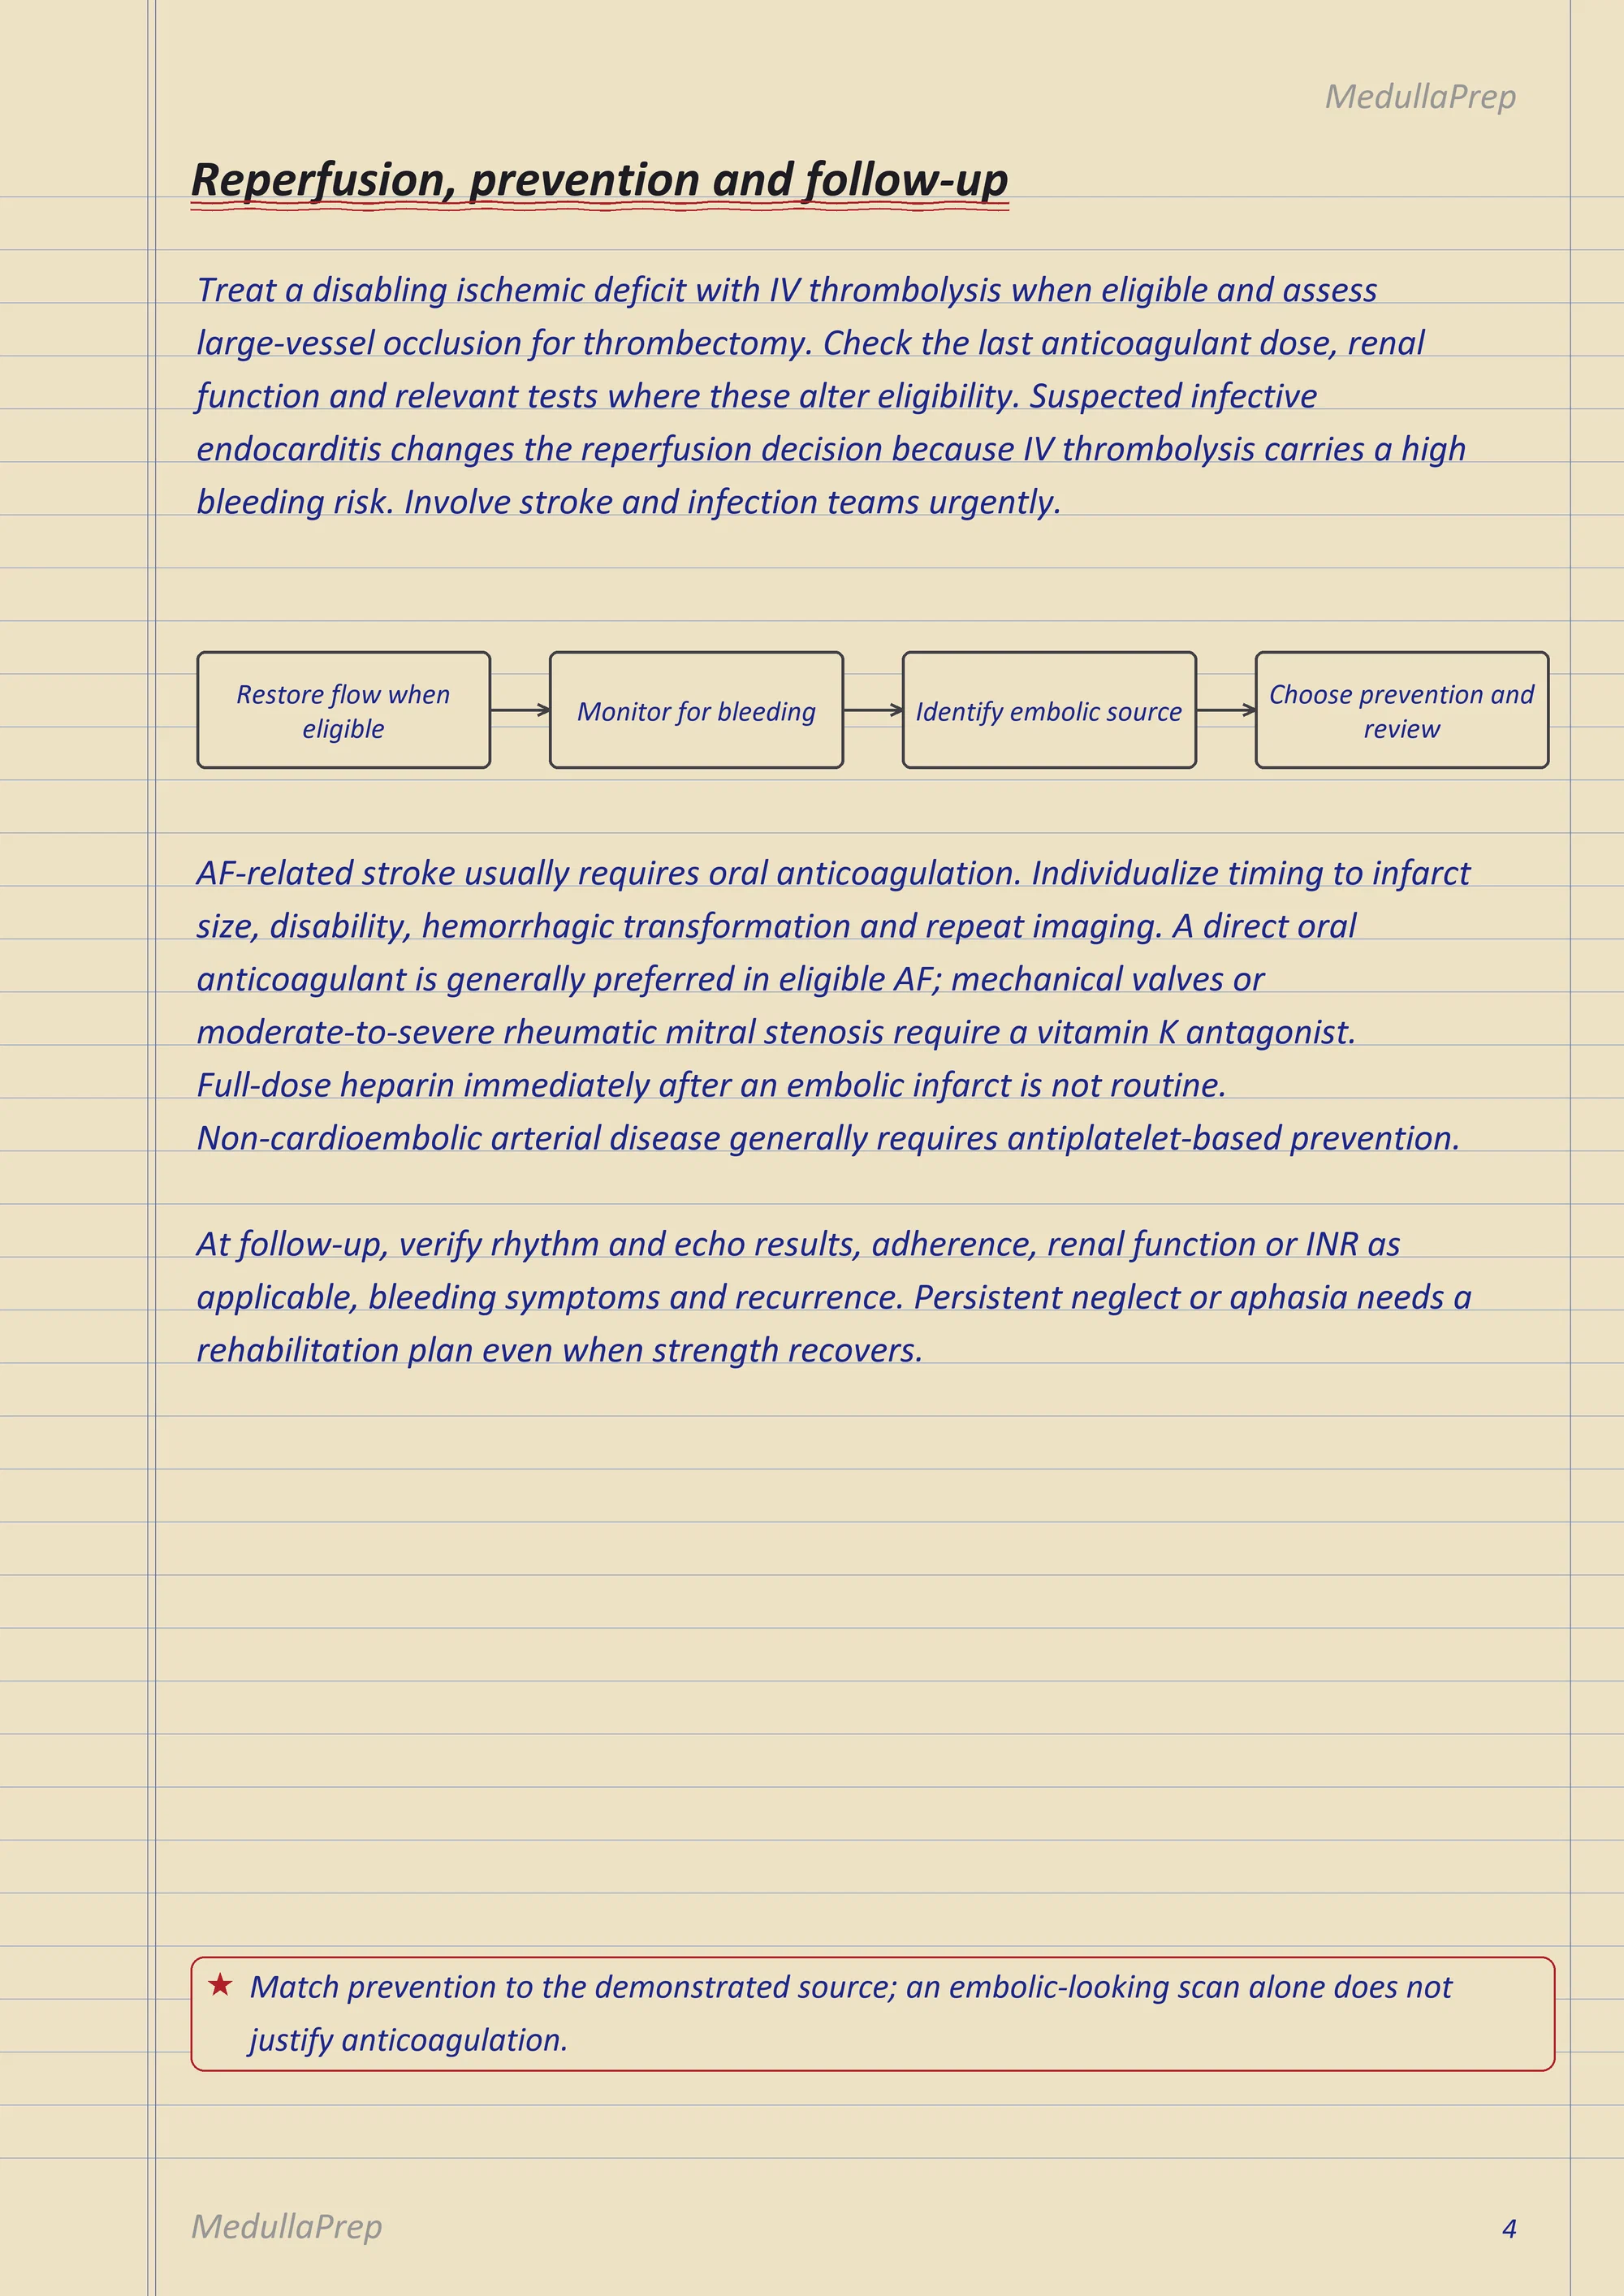 MedullaPrep
Reperfusion, prevention and follow-up
Treat a disabling ischemic deficit with IV thrombolysis when eligible and assess
large-vessel occlusion for thrombectomy. Check the last anticoagulant dose, renal
function and relevant tests where these alter eligibility. Suspected infective
endocarditis changes the reperfusion decision because IV thrombolysis carries a high
bleeding risk. Involve stroke and infection teams urgently.
Restore flow when
eligible
Monitor for bleeding
Identify embolic source
Choose prevention and
review
AF-related stroke usually requires oral anticoagulation. Individualize timing to infarct
size, disability, hemorrhagic transformation and repeat imaging. A direct oral
anticoagulant is generally preferred in eligible AF; mechanical valves or
moderate-to-severe rheumatic mitral stenosis require a vitamin K antagonist.
Full-dose heparin immediately after an embolic infarct is not routine.
Non-cardioembolic arterial disease generally requires antiplatelet-based prevention.
At follow-up, verify rhythm and echo results, adherence, renal function or INR as
applicable, bleeding symptoms and recurrence. Persistent neglect or aphasia needs a
rehabilitation plan even when strength recovers.
★ Match prevention to the demonstrated source; an embolic-looking scan alone does not
justify anticoagulation.
MedullaPrep
4